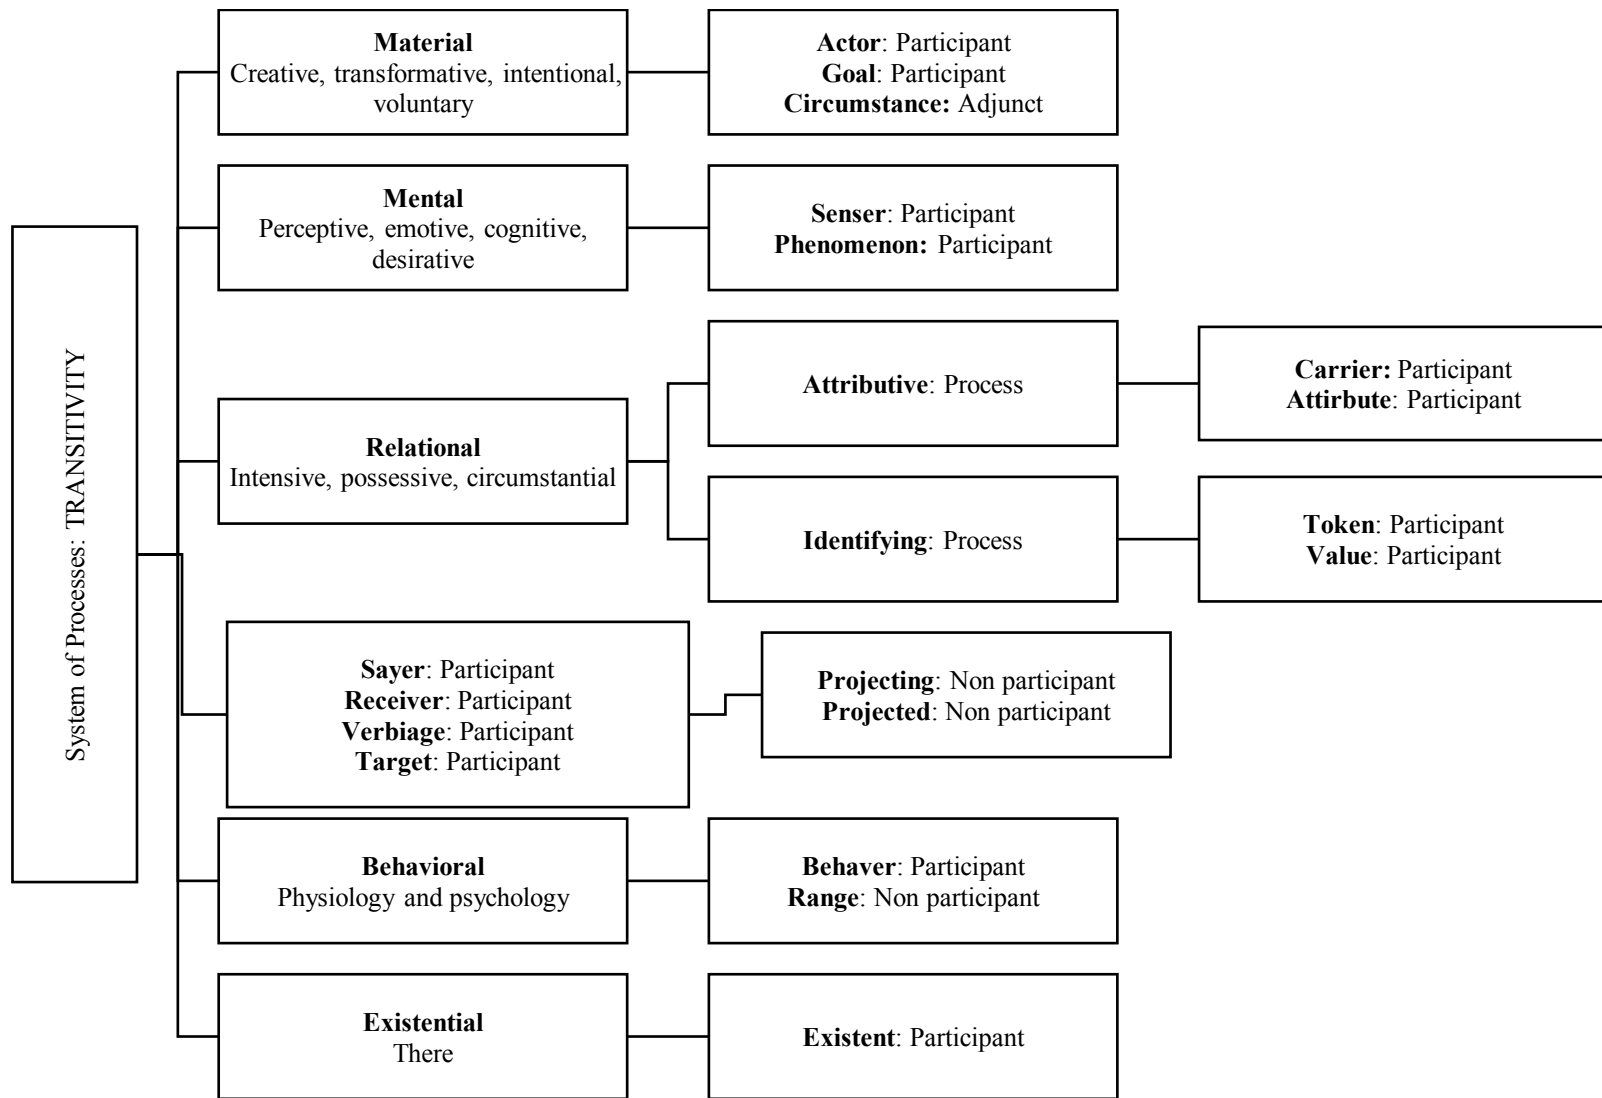 System of Processes: TRANSITIVITY
Material
Creative, transformative, intentional,
voluntary
Actor: Participant
Goal: Participant
Circumstance: Adjunct
Mental
Perceptive, emotive, cognitive,
desirative
Senser: Participant
Phenomenon: Participant
Relational
Intensive, possessive, circumstantial
Attributive: Process
Carrier: Participant
Attirbute: Participant
Identifying: Process
Token: Participant
Value: Participant
Sayer: Participant
Receiver: Participant
Verbiage: Participant
Target: Participant
Projecting: Non participant
Projected: Non participant
Behavioral
Physiology and psychology
Behaver: Participant
Range: Non participant
Existential
There
Existent: Participant